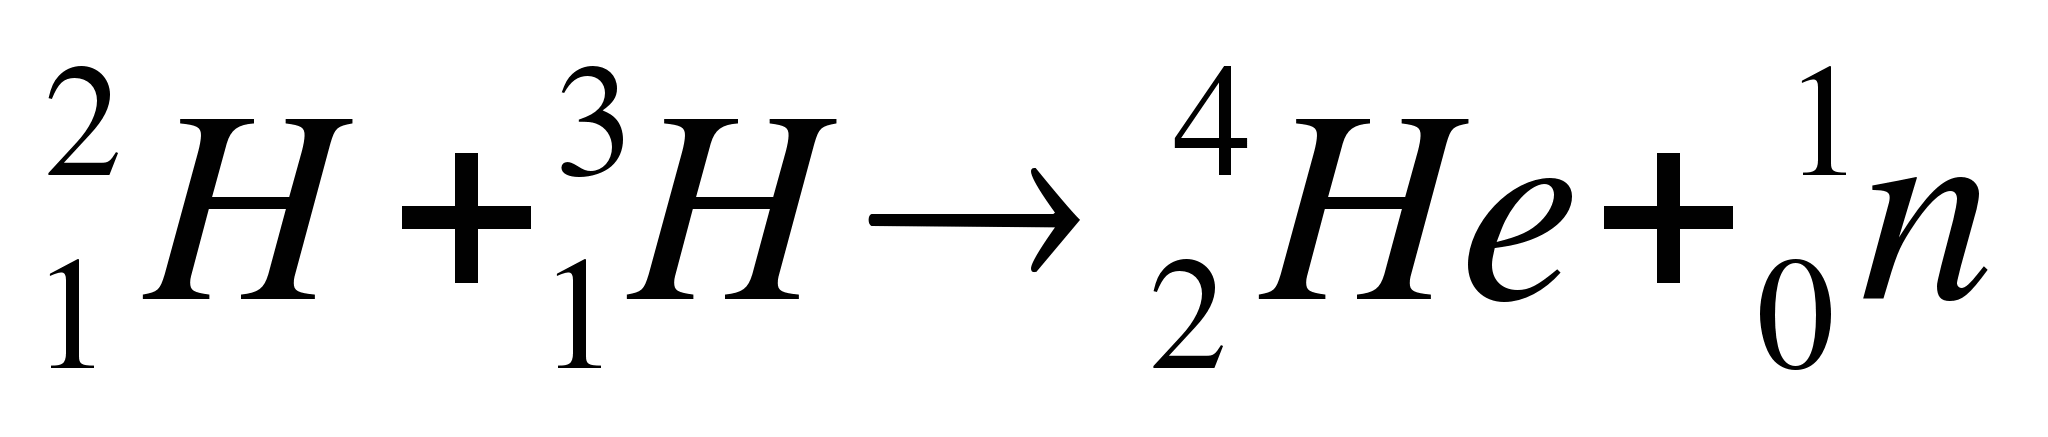 ²₁H + ³₁H → ⁴₂He + ¹₀n